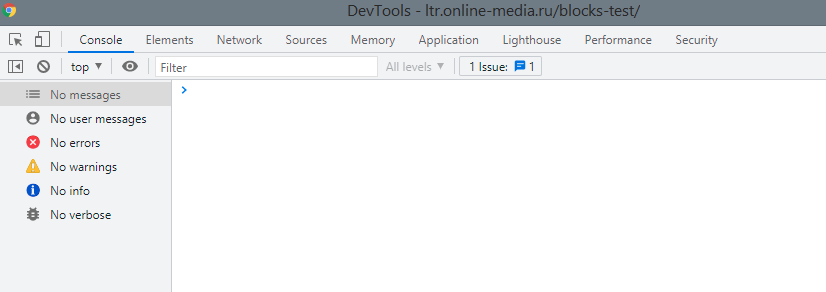 DevTools - ltr.online-media.ru/blocks-test/
Console Elements Network Sources Memory Application Lighthouse Performance Security
top Filter All levels 1 Issue: 1
No messages
No user messages
No errors
No warnings
No info
No verbose